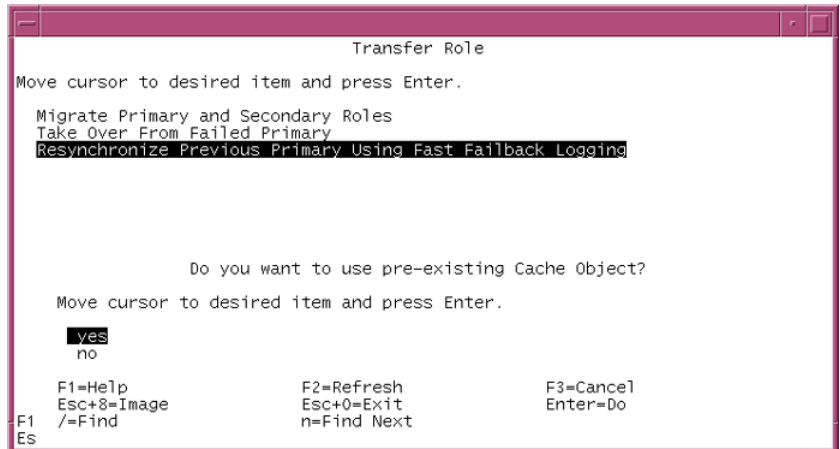 Transfer Role
Move cursor to desired item and press Enter.
Migrate Primary and Secondary Roles
Take Over From Failed Primary
Resynchronize Previous Primary Using Fast Failback Logging
Do you want to use pre-existing Cache Object?
Move cursor to desired item and press Enter.
yes
no
F1=Help F2=Refresh F3=Cancel
Esc+8=Image Esc+0=Exit Enter=Do
F1 /=Find n=Find Next
Es